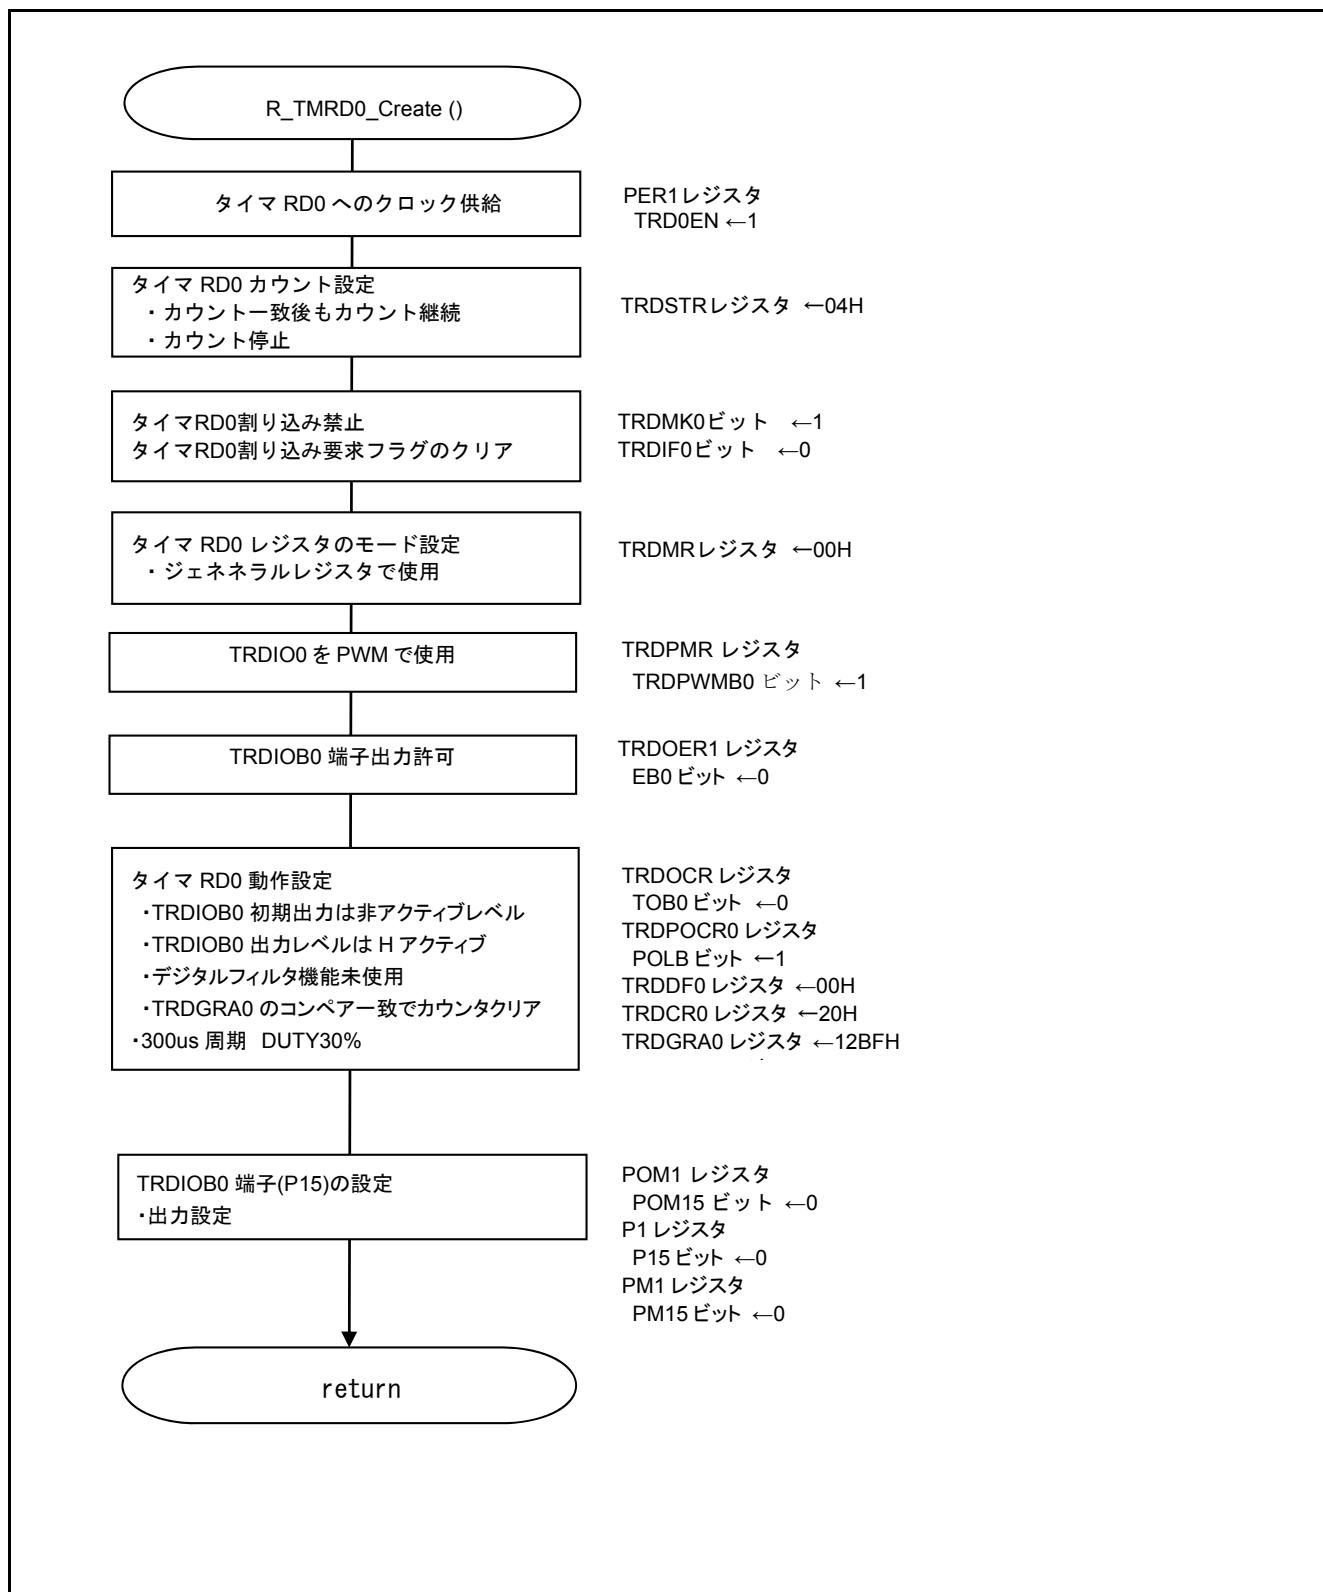 R_TMRD0_Create ()
タイマ RD0 へのクロック供給
PER1レジスタ
TRD0EN ←1
タイマ RD0 カウント設定
・カウント一致後もカウント継続
・カウント停止
TRDSTRレジスタ ←04H
タイマRD0割り込み禁止
タイマRD0割り込み要求フラグのクリア
TRDMK0ビット ←1
TRDIF0ビット ←0
タイマ RD0 レジスタのモード設定
・ジェネネラルレジスタで使用
TRDMRレジスタ ←00H
TRDIO0 を PWM で使用
TRDPMR レジスタ
TRDPWMB0 ビット ←1
TRDIOB0 端子出力許可
TRDOER1 レジスタ
EB0 ビット ←0
タイマ RD0 動作設定
・TRDIOB0 初期出力は非アクティブレベル
・TRDIOB0 出力レベルは H アクティブ
・デジタルフィルタ機能未使用
・TRDGRA0 のコンペア一致でカウンタクリア
・300us 周期 DUTY30%
TRDOCR レジスタ
TOB0 ビット ←0
TRDPOCR0 レジスタ
POLB ビット ←1
TRDDF0 レジスタ ←00H
TRDCR0 レジスタ ←20H
TRDGRA0 レジスタ ←12BFH
TRDIOB0 端子(P15)の設定
・出力設定
POM1 レジスタ
POM15 ビット ←0
P1 レジスタ
P15 ビット ←0
PM1 レジスタ
PM15 ビット ←0
return